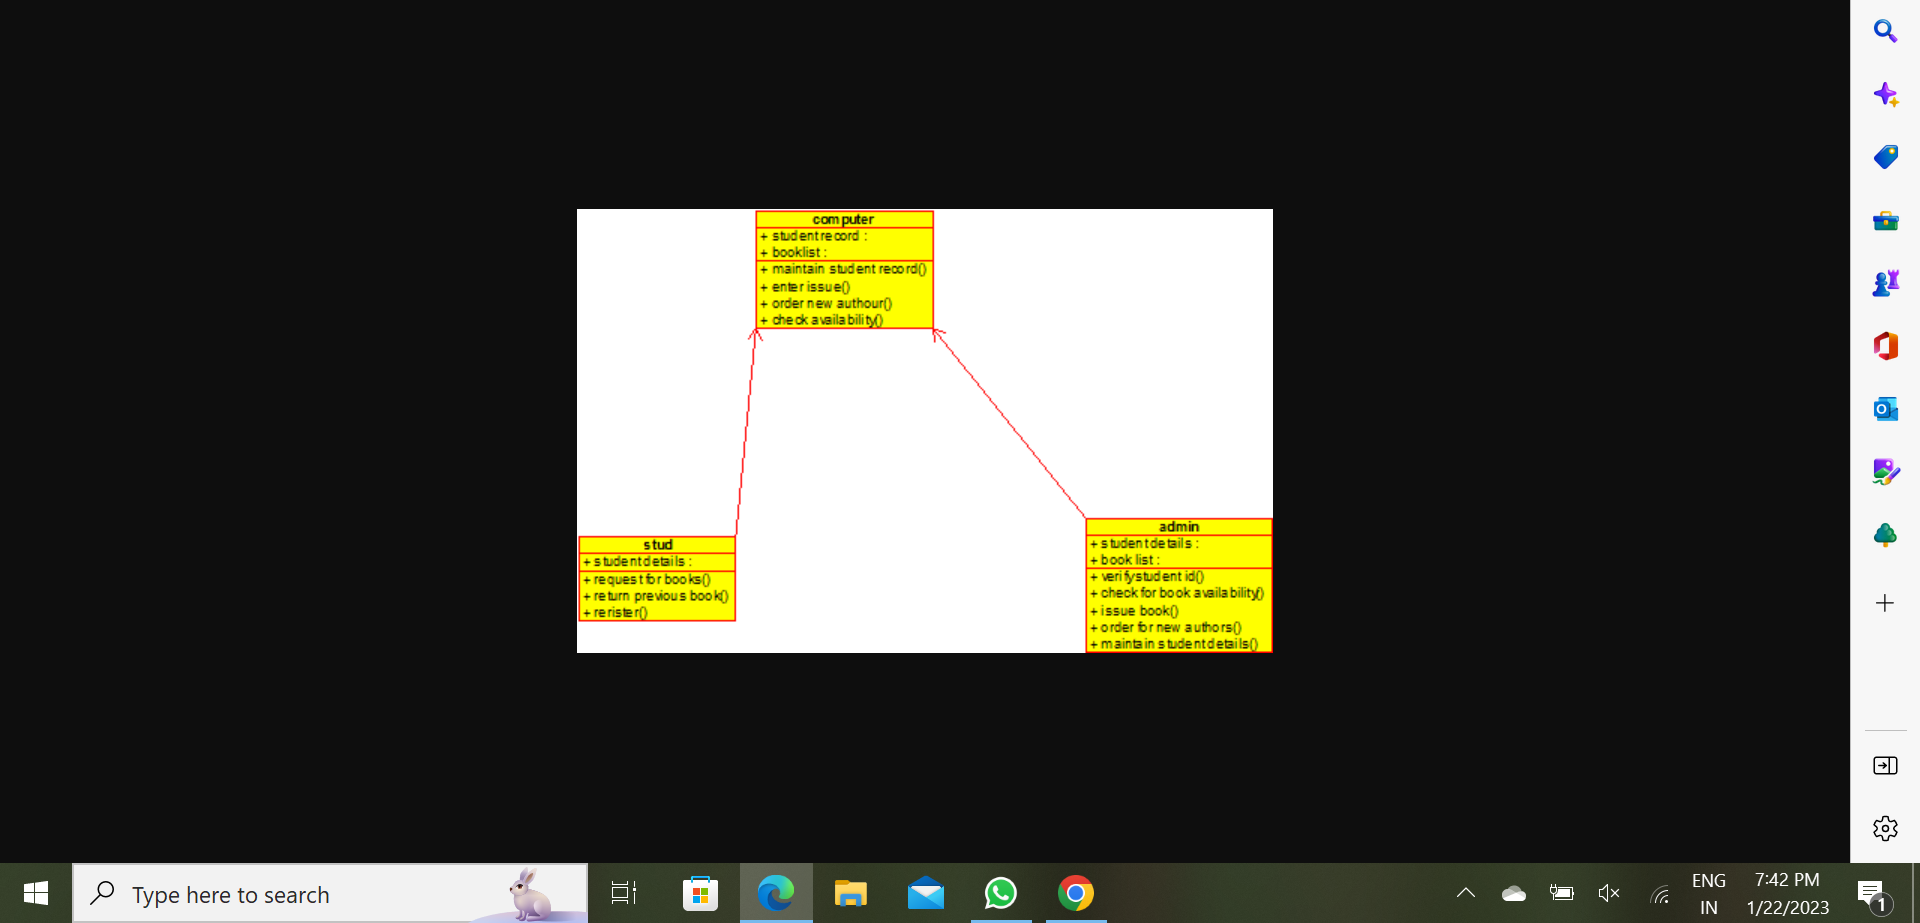 computer
+ studentrecord :
+ booklist :
+ maintain student record()
+ enter issue()
+ order new authour()
+ check availability()
stud
+ studentdetails :
+ request for books()
+ return previous book()
+ rerister()
admin
+ studentdetails :
+ book list :
+ verifystudent id()
+ check for book availability()
+ issue book()
+ order for new authors()
+ maintain studentdetails()
Type here to search
ENG
IN
7:42 PM
1/22/2023
1